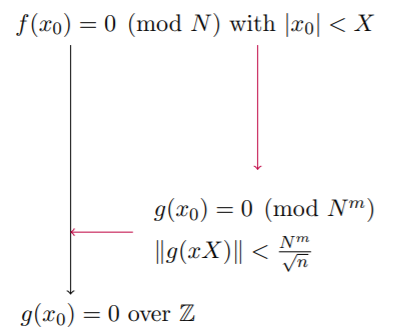 f(x₀) = 0 (mod N) with |x₀| < X
g(x₀) = 0 (mod Nᵐ)
‖g(xX)‖ < Nᵐ/√n
g(x₀) = 0 over ℤ